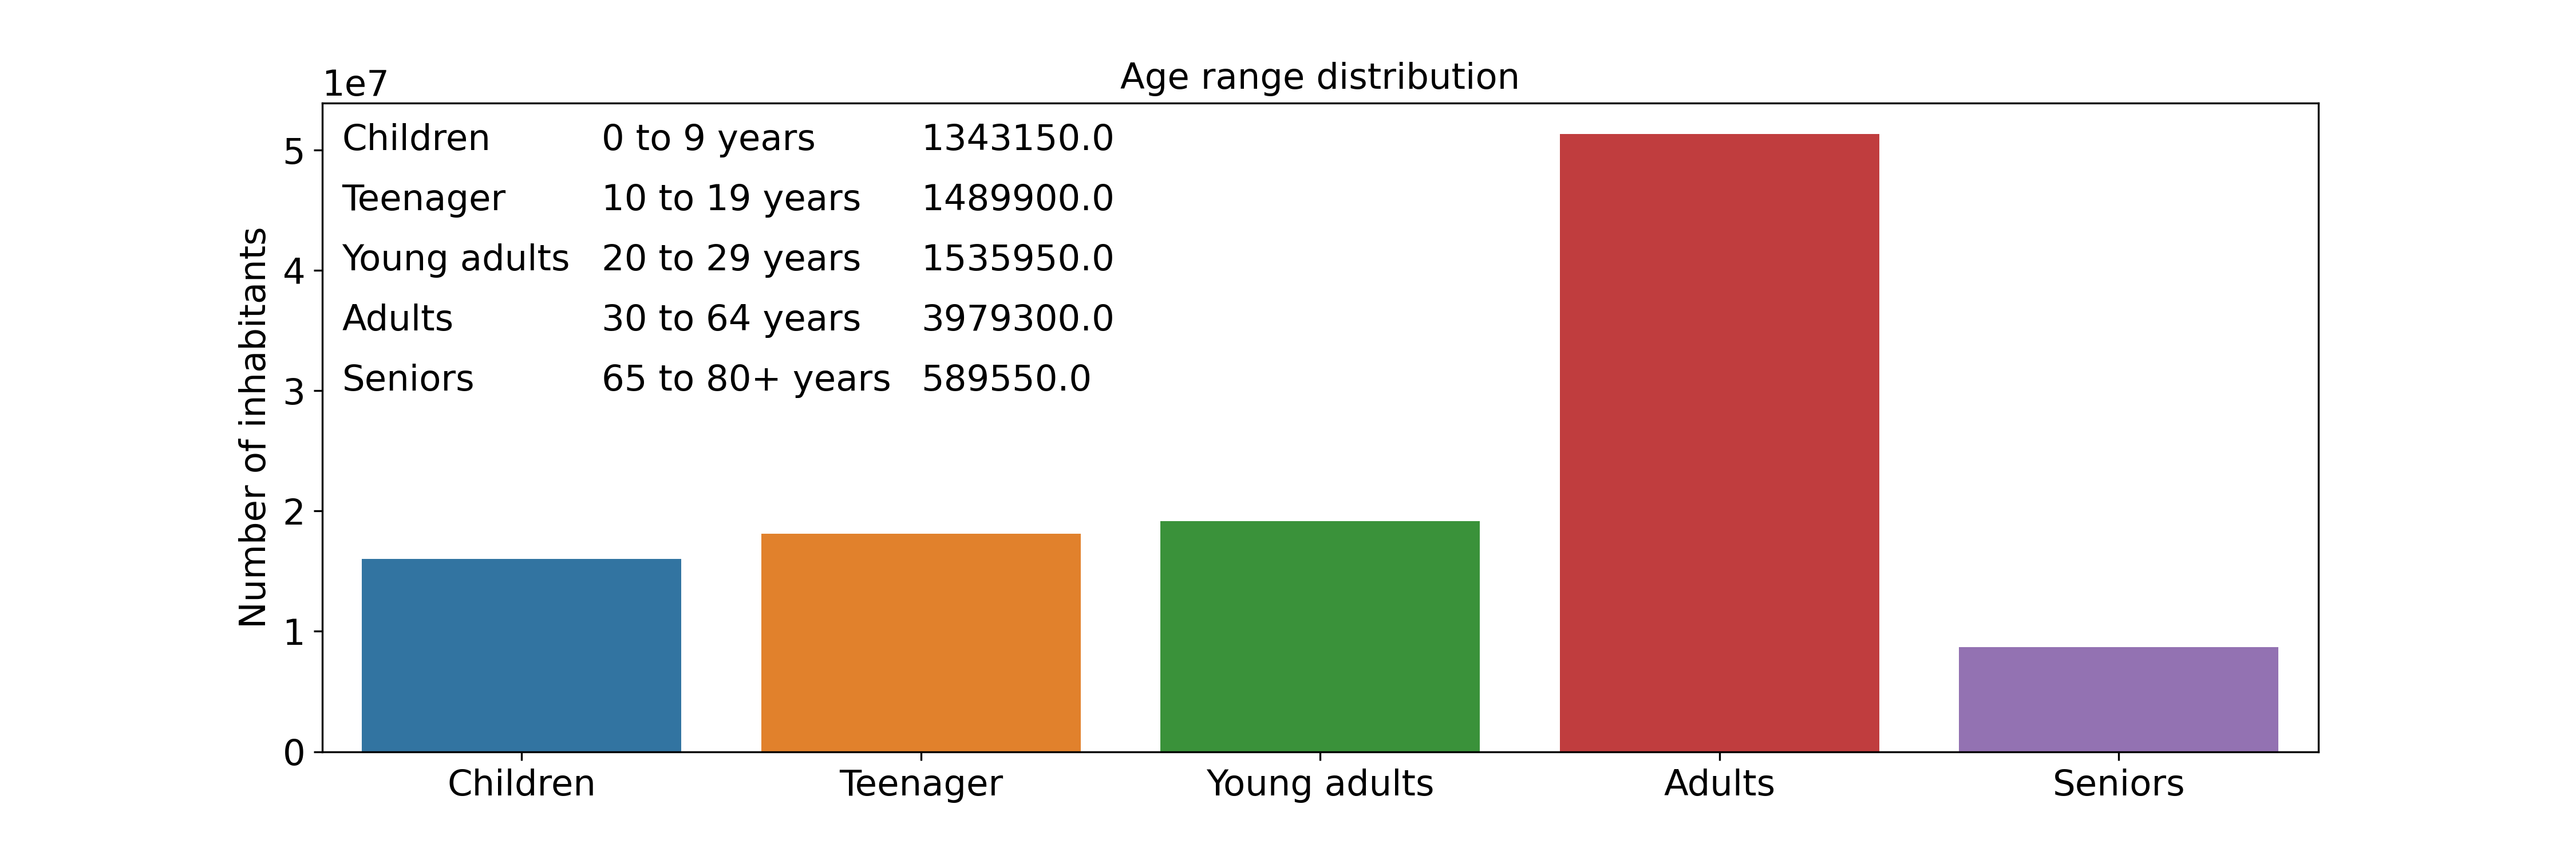 Age range distribution
1e7
Children 0 to 9 years 1343150.0
Teenager 10 to 19 years 1489900.0
Young adults 20 to 29 years 1535950.0
Adults 30 to 64 years 3979300.0
Seniors 65 to 80+ years 589550.0
Number of inhabitants
5
4
3
2
1
0
Children Teenager Young adults Adults Seniors